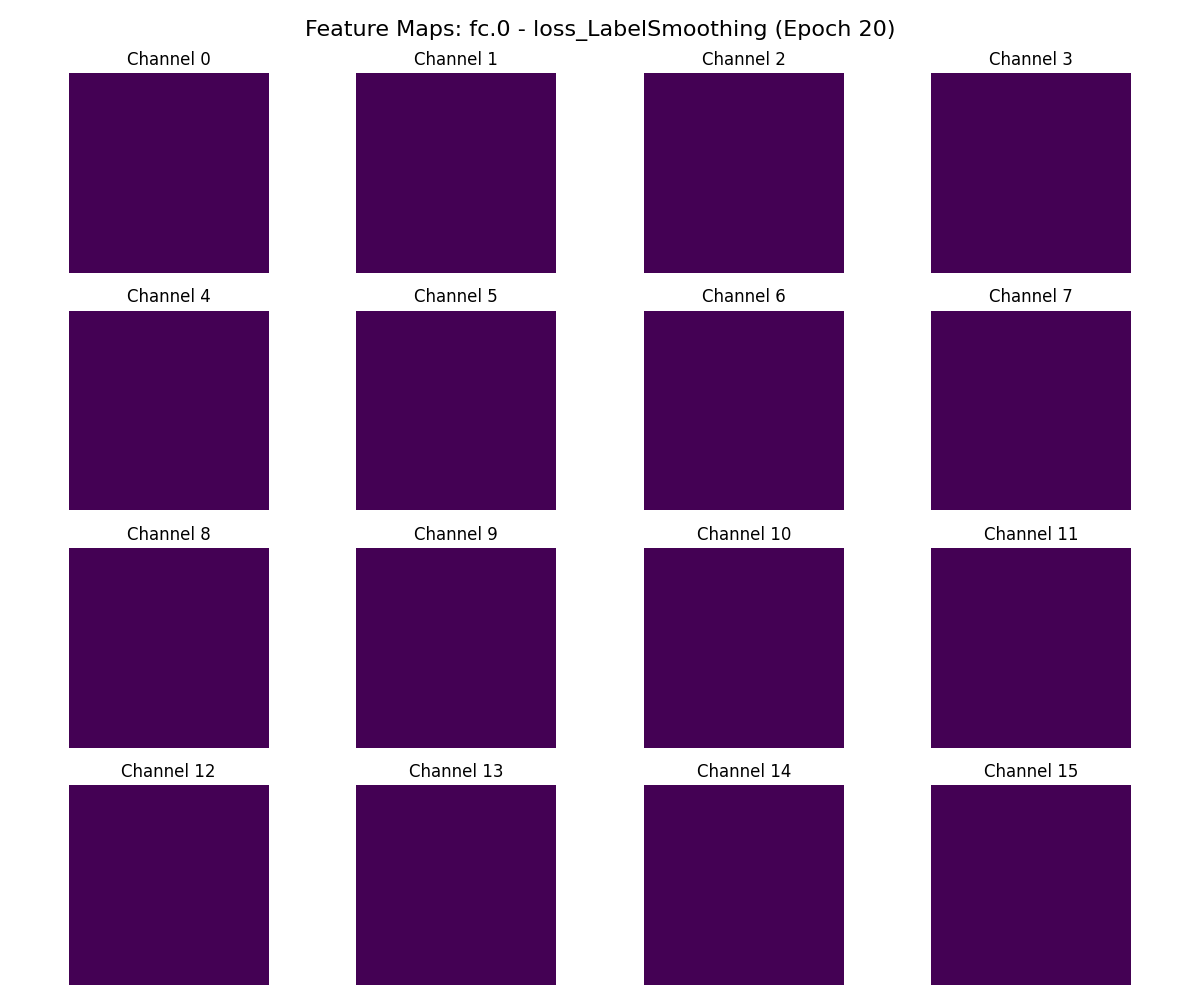 Feature Maps: fc.0 - loss_LabelSmoothing (Epoch 20)
Channel 0
Channel 1
Channel 2
Channel 3
Channel 4
Channel 5
Channel 6
Channel 7
Channel 8
Channel 9
Channel 10
Channel 11
Channel 12
Channel 13
Channel 14
Channel 15